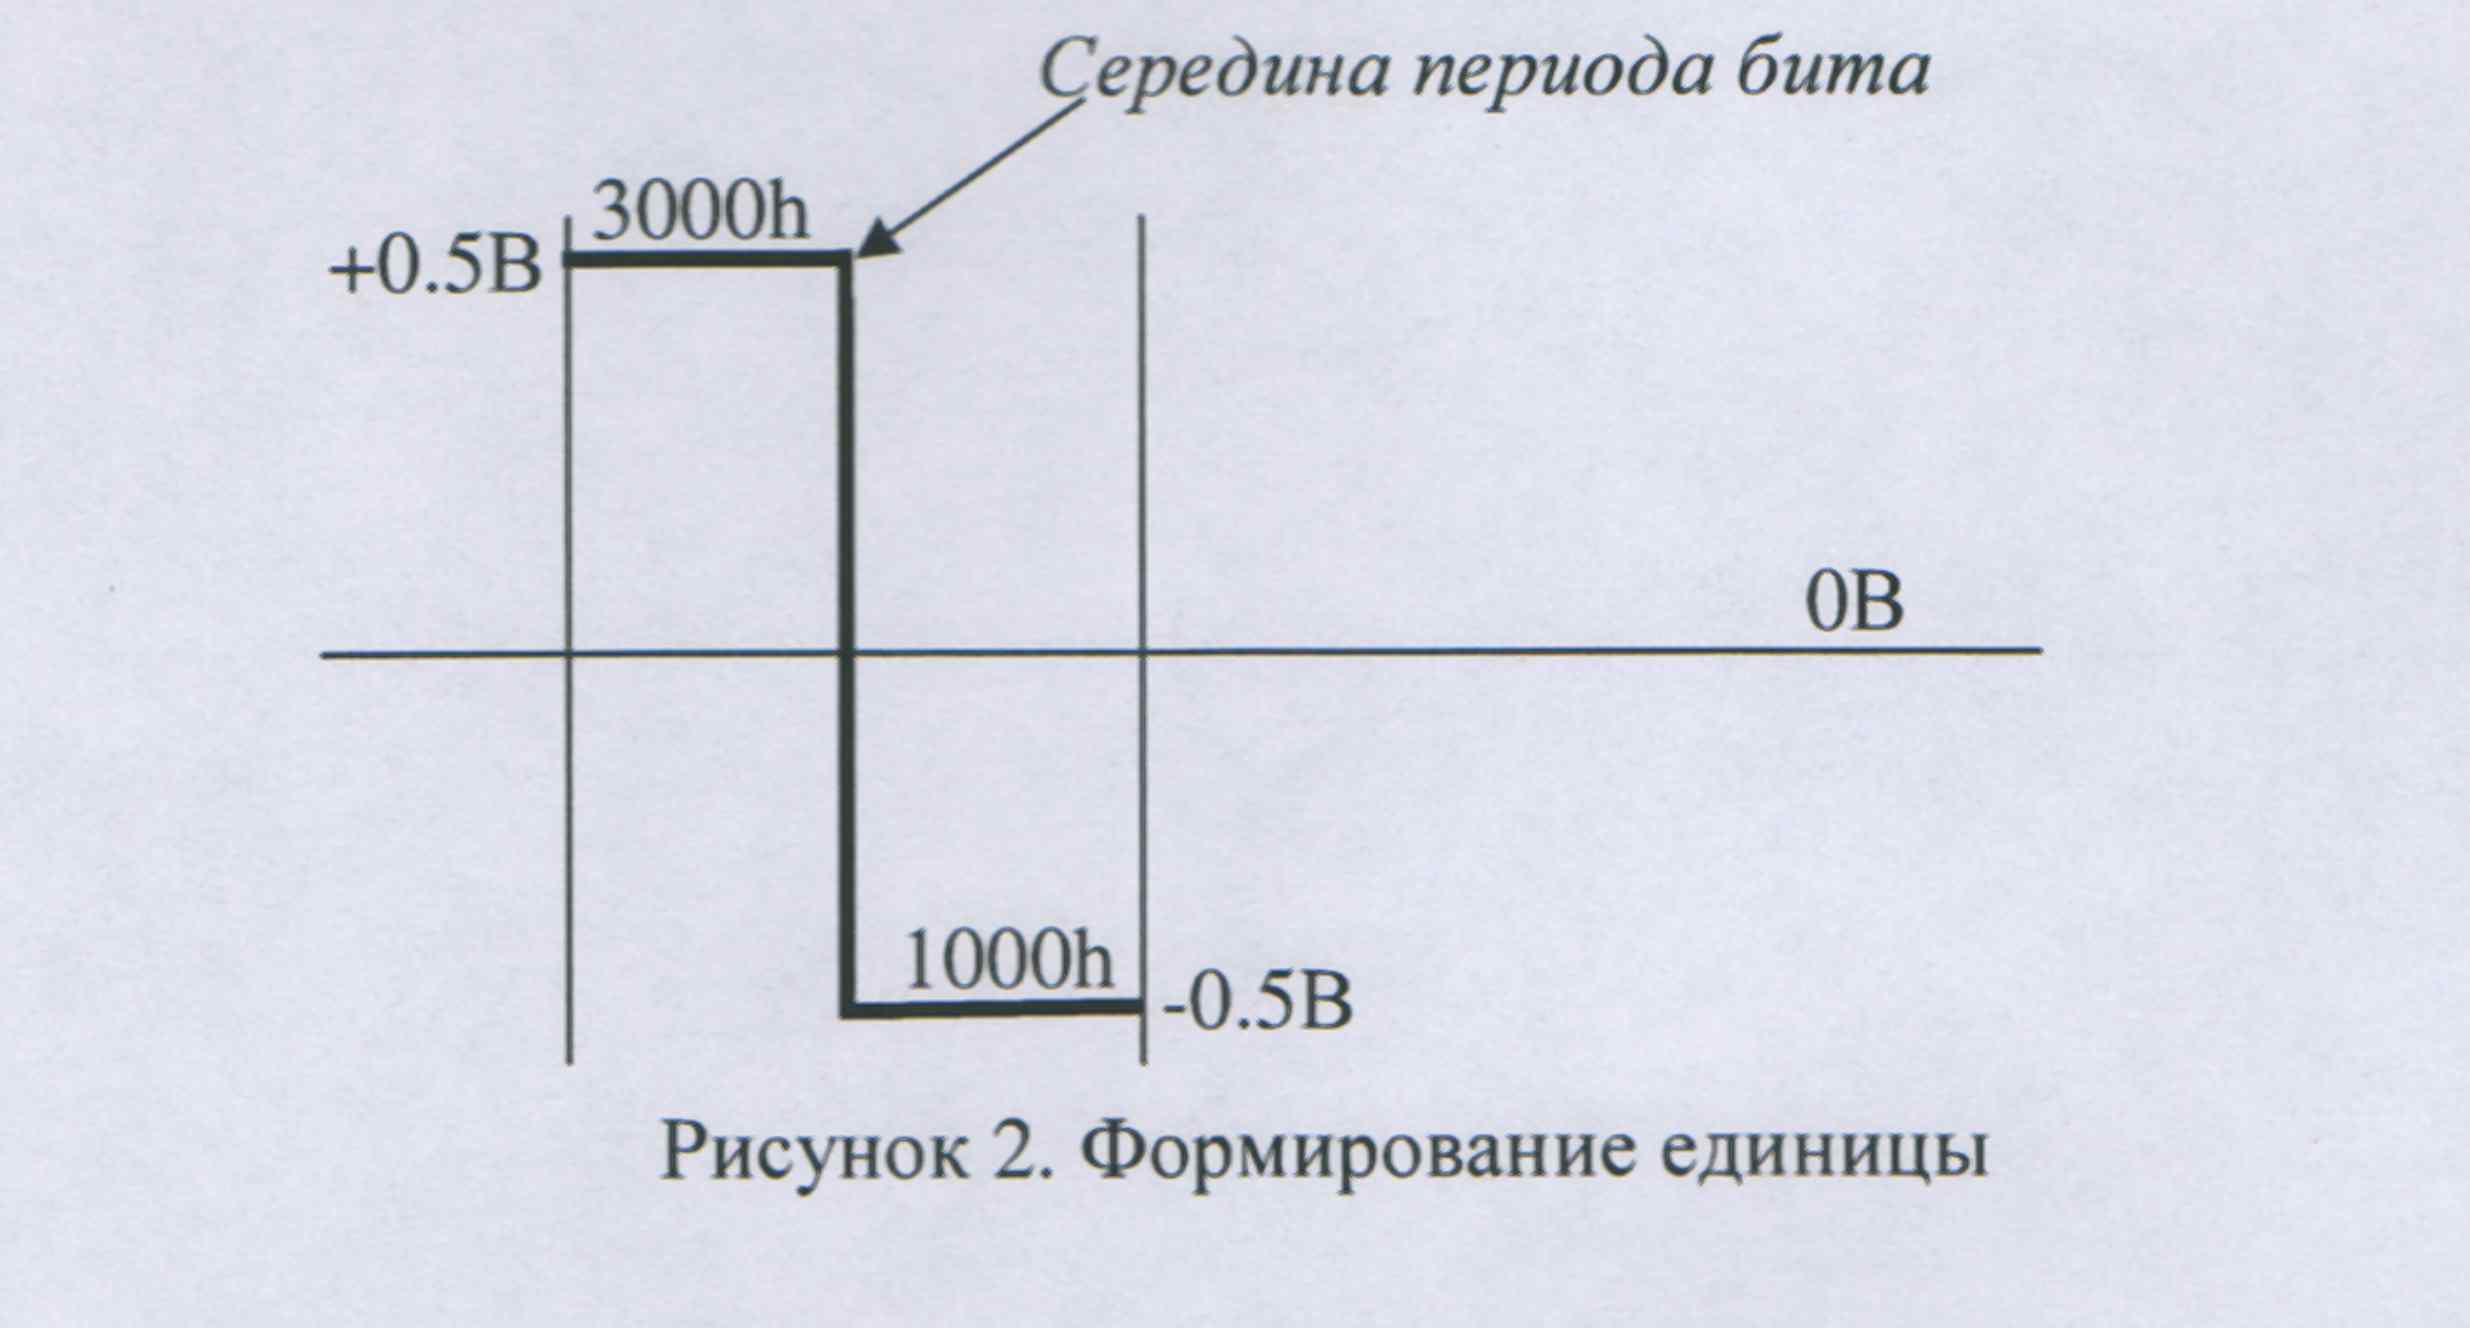 Середина периода бита
3000h
+0.5В
0В
1000h
-0.5В
Рисунок 2. Формирование единицы